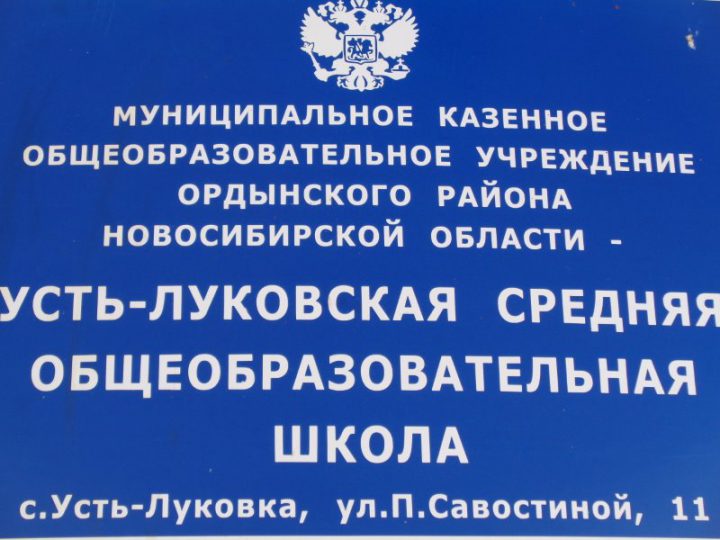 МУНИЦИПАЛЬНОЕ КАЗЕННОЕ
ОБЩЕОБРАЗОВАТЕЛЬНОЕ УЧРЕЖДЕНИЕ
ОРДЫНСКОГО РАЙОНА
НОВОСИБИРСКОЙ ОБЛАСТИ -
УСТЬ-ЛУКОВСКАЯ СРЕДНЯЯ
ОБЩЕОБРАЗОВАТЕЛЬНАЯ
ШКОЛА
с.Усть-Луковка, ул.П.Савостиной, 11